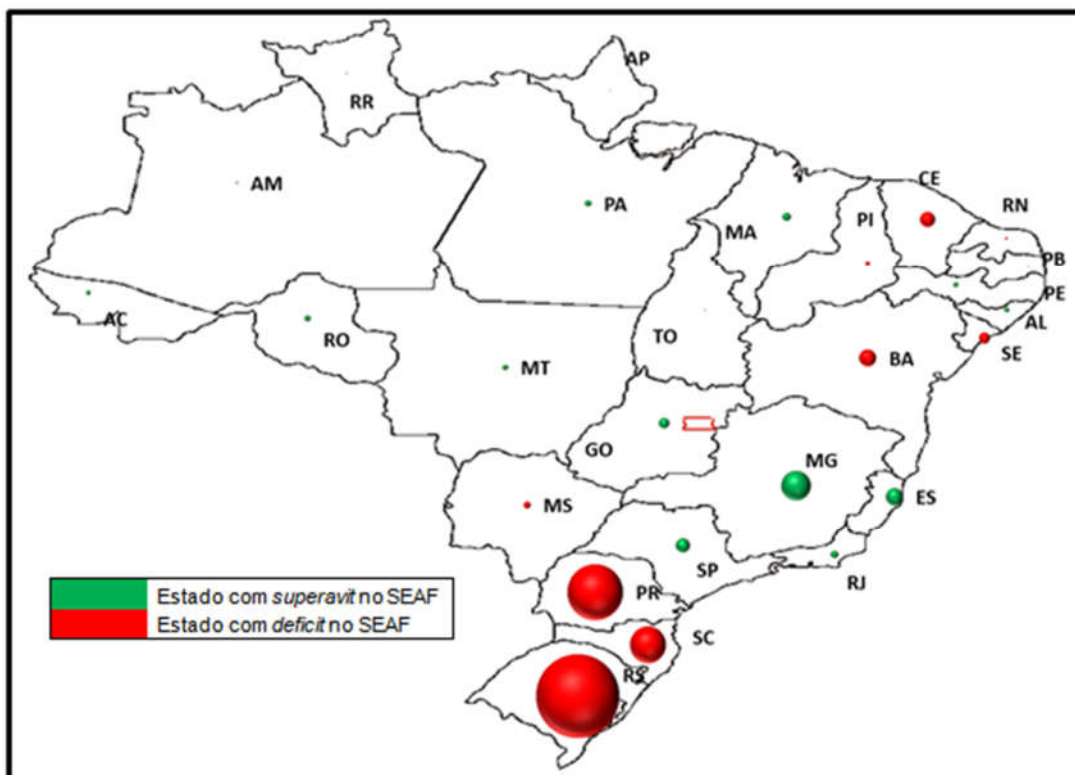 AP
RR
AM
PA
CE
RN
MA
PI
PB
PE
AC
AL
RO
TO
SE
MT
BA
GO
MG
MS
ES
SP
RJ
PR
Estado com superavit no SEAF
Estado com deficit no SEAF
SC
RS